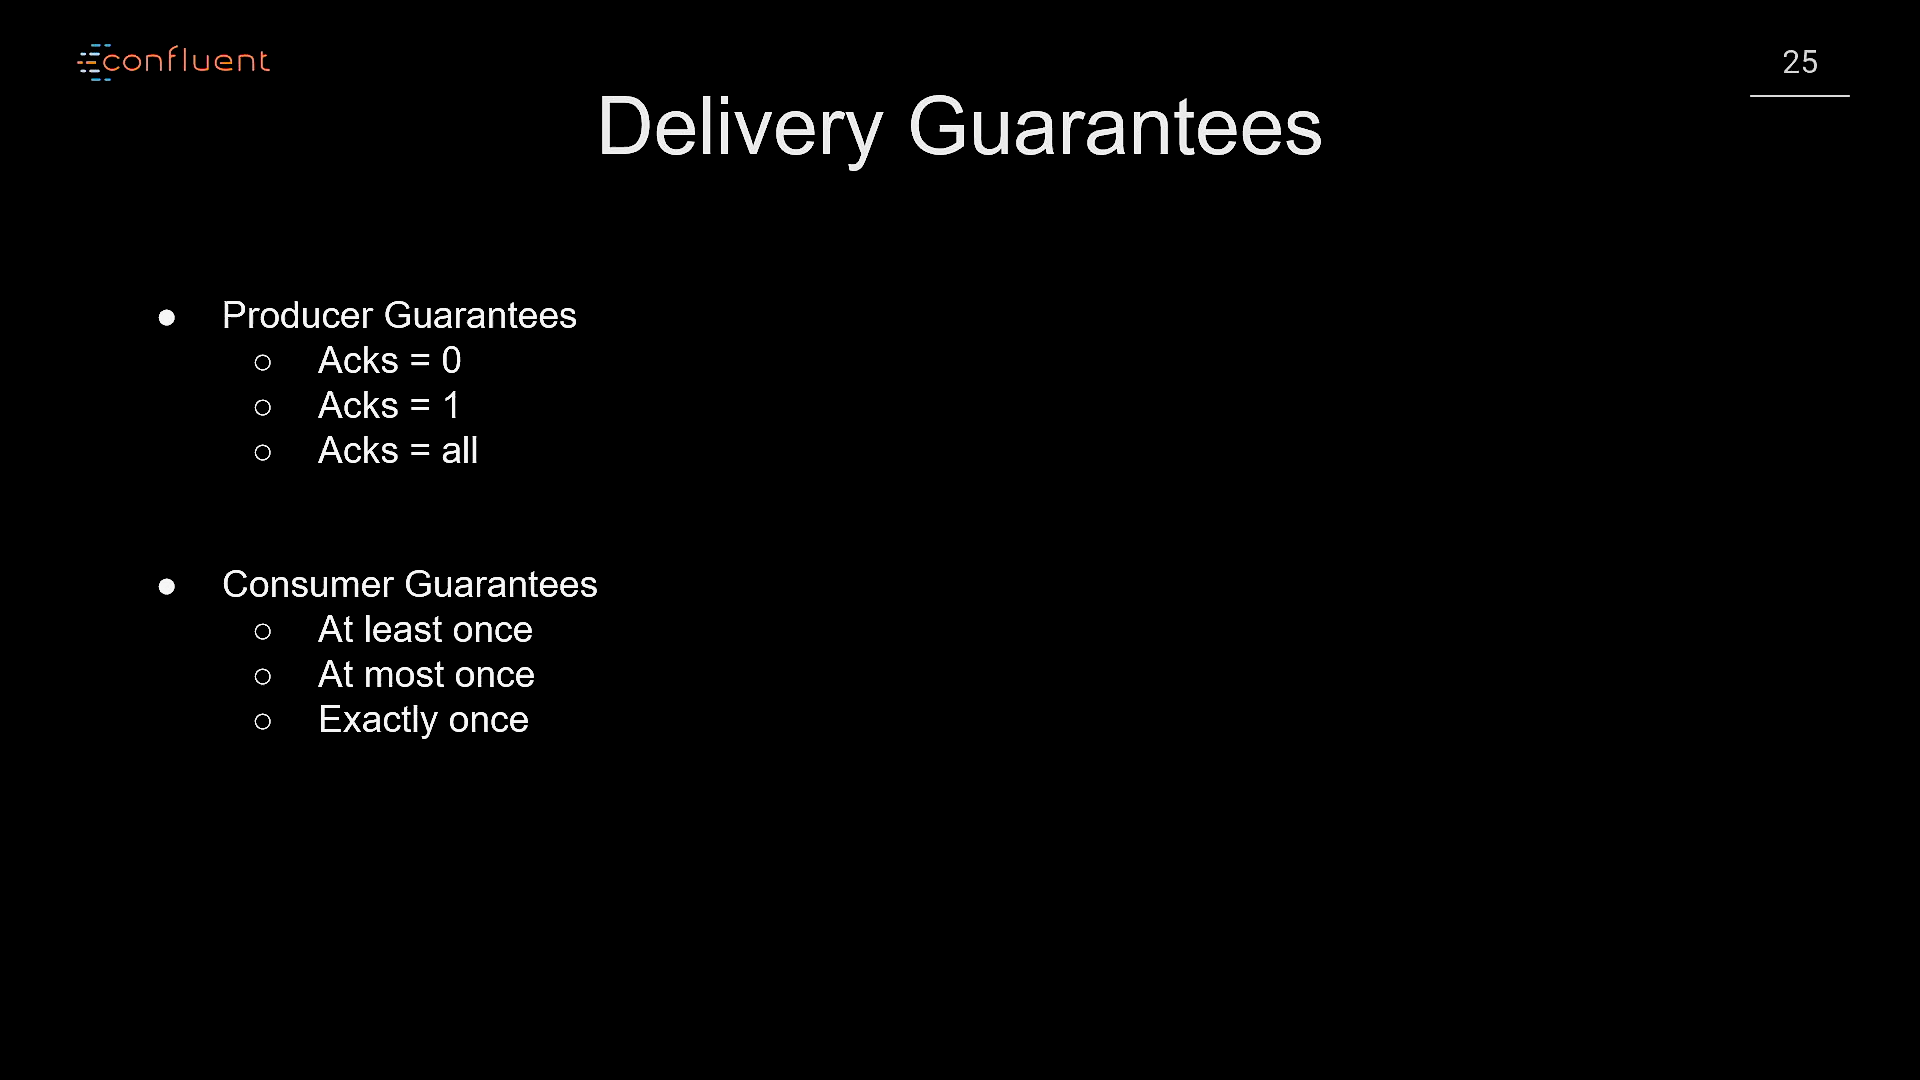 confluent
25
Delivery Guarantees
● Producer Guarantees
○ Acks = 0
○ Acks = 1
○ Acks = all
● Consumer Guarantees
○ At least once
○ At most once
○ Exactly once